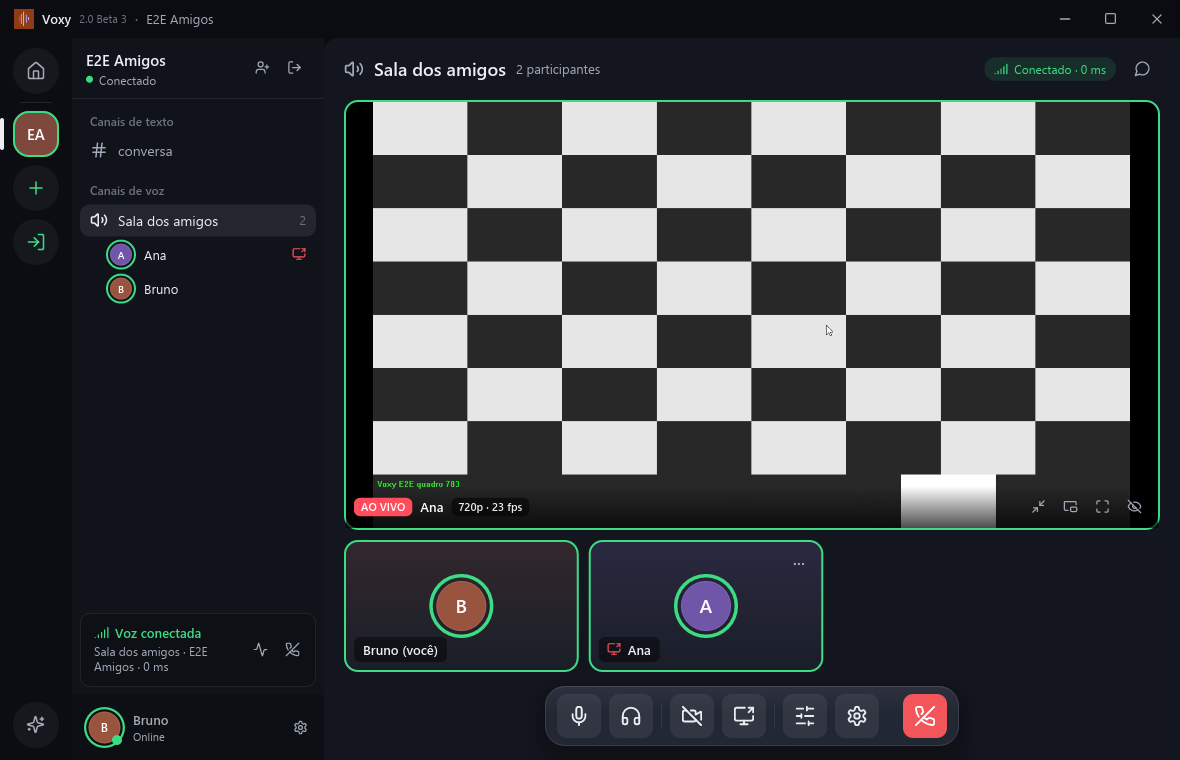 Voxy 2.0 Beta 3 · E2E Amigos
E2E Amigos
Conectado
EA
Canais de texto
conversa
Canais de voz
Sala dos amigos 2
A Ana
B Bruno
Voz conectada
Sala dos amigos · E2E
Amigos · 0 ms
B Bruno
Online
Sala dos amigos 2 participantes
Conectado · 0 ms
Voxy E2E quadro 783
AO VIVO Ana 720p · 23 fps
B
Bruno (você)
A
Ana